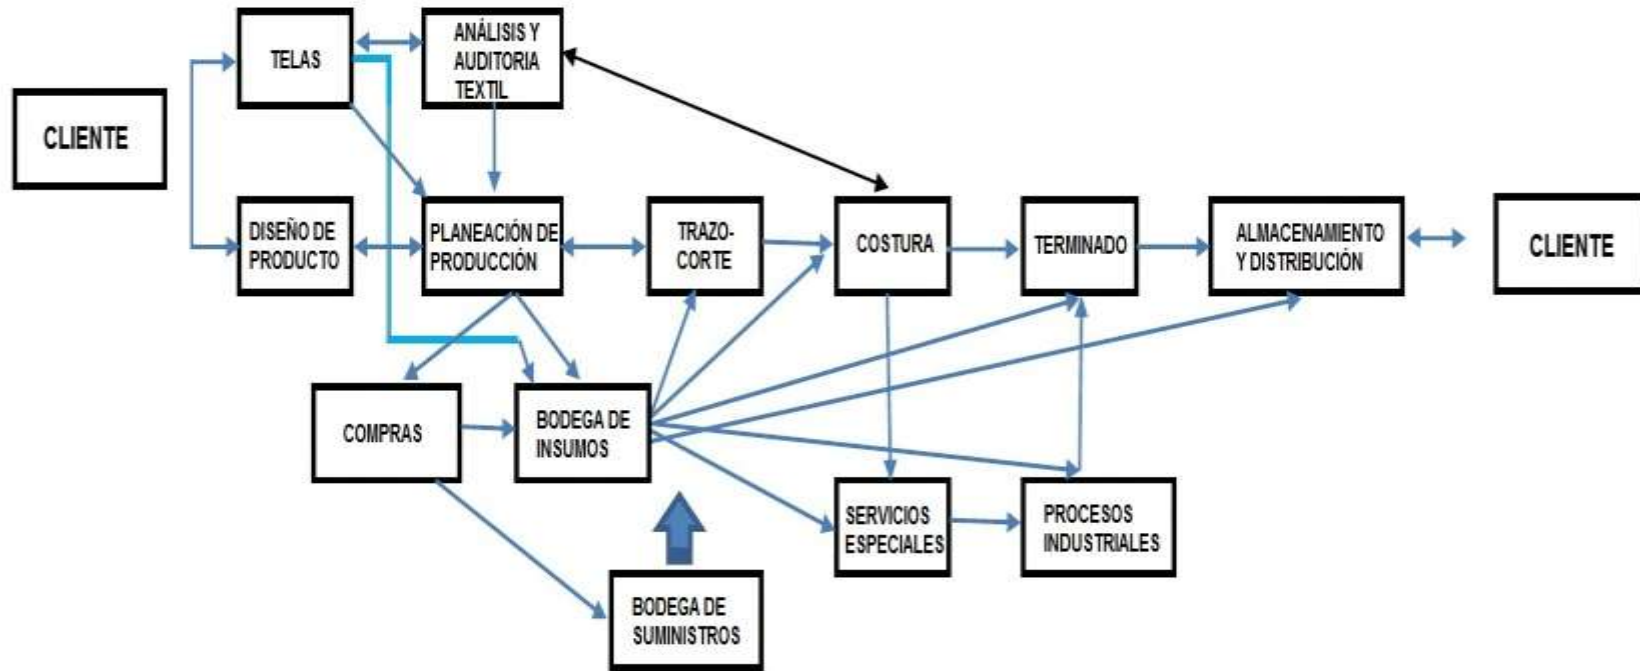 TELAS
ANÁLISIS Y
AUDITORIA
TEXTIL
CLIENTE
DISEÑO DE
PRODUCTO
PLANEACIÓN DE
PRODUCCIÓN
TRAZO-
CORTE
COSTURA
TERMINADO
ALMACENAMIENTO
Y DISTRIBUCIÓN
CLIENTE
COMPRAS
BODEGA DE
INSUMOS
SERVICIOS
ESPECIALES
PROCESOS
INDUSTRIALES
BODEGA DE
SUMINISTROS